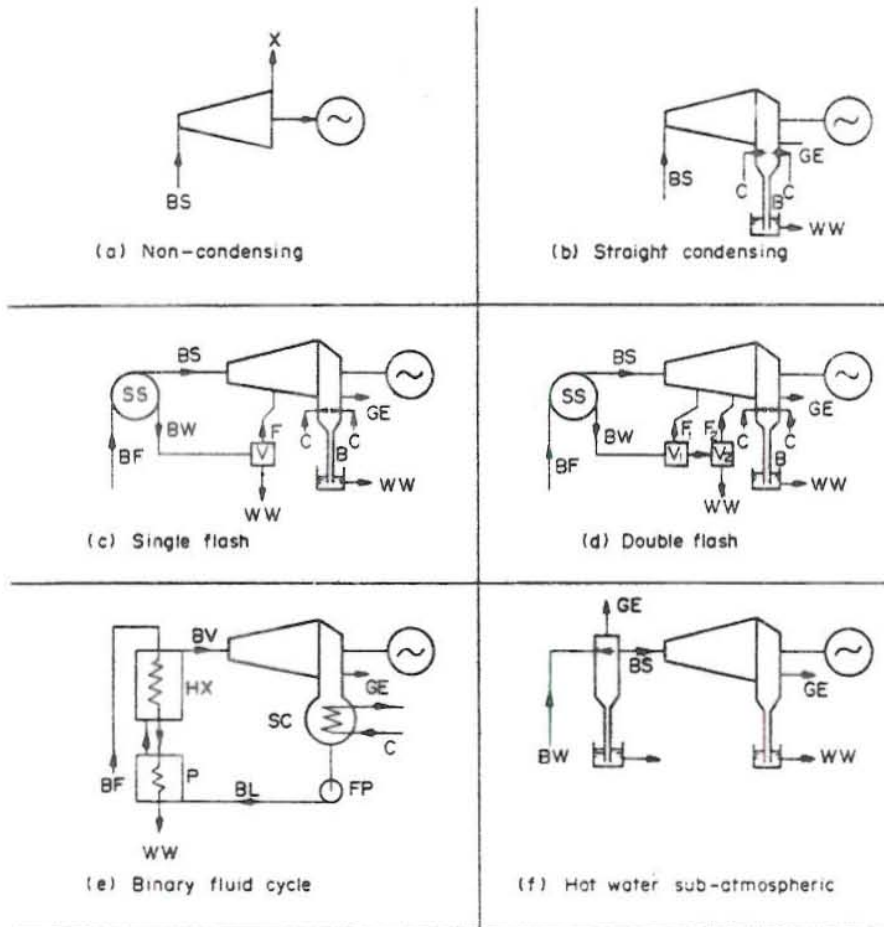 X
BS
(a) Non-condensing
BS
GE
C
C
B
WW
(b) Straight condensing
BS
SS
BW
F
GE
C
C
BF
V
B
WW
WW
(c) Single flash
BS
SS
BW
F1
F2
GE
C
C
BF
V1
V2
B
WW
WW
(d) Double flash
BV
HX
GE
SC
C
BF
P
BL
FP
WW
(e) Binary fluid cycle
GE
BS
GE
BW
WW
(f) Hot water sub-atmospheric